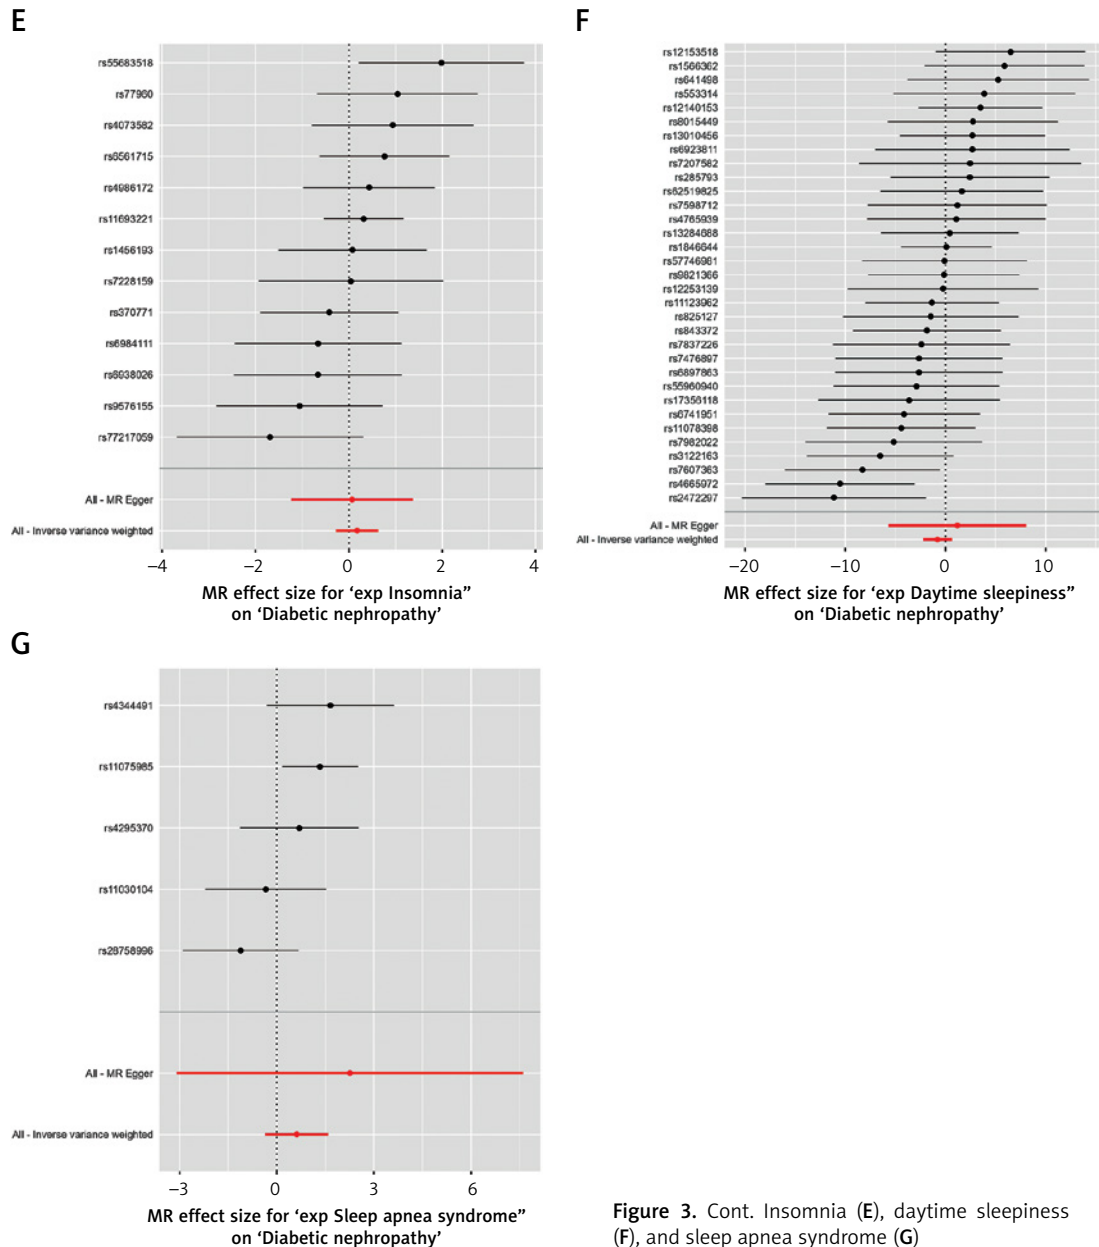 E
rs55683518
rs77960
rs4073582
rs6561715
rs4986172
rs11693221
rs1456193
rs7228159
rs370771
rs6984111
rs8938026
rs9576155
rs77217059
All - MR Egger
All - Inverse variance weighted
−4 −2 0 2 4
MR effect size for ‘exp Insomnia”
on ‘Diabetic nephropathy’
F
rs12153518
rs1566362
rs641498
rs553314
rs12140153
rs8015449
rs13010456
rs6923811
rs7207582
rs285793
rs62519825
rs7598712
rs4765939
rs13284688
rs1846644
rs57746981
rs9821366
rs12253139
rs11123962
rs825127
rs843372
rs7837226
rs7476897
rs6897863
rs55960940
rs17356118
rs6741951
rs11078398
rs7982022
rs3122163
rs7607363
rs4665972
rs2472297
All - MR Egger
All - Inverse variance weighted
−20 −10 0 10
MR effect size for ‘exp Daytime sleepiness”
on ‘Diabetic nephropathy’
G
rs4344491
rs11075985
rs4295370
rs11030104
rs28758996
All - MR Egger
All - Inverse variance weighted
−3 0 3 6
MR effect size for ‘exp Sleep apnea syndrome”
on ‘Diabetic nephropathy’
Figure 3. Cont. Insomnia (E), daytime sleepiness
(F), and sleep apnea syndrome (G)